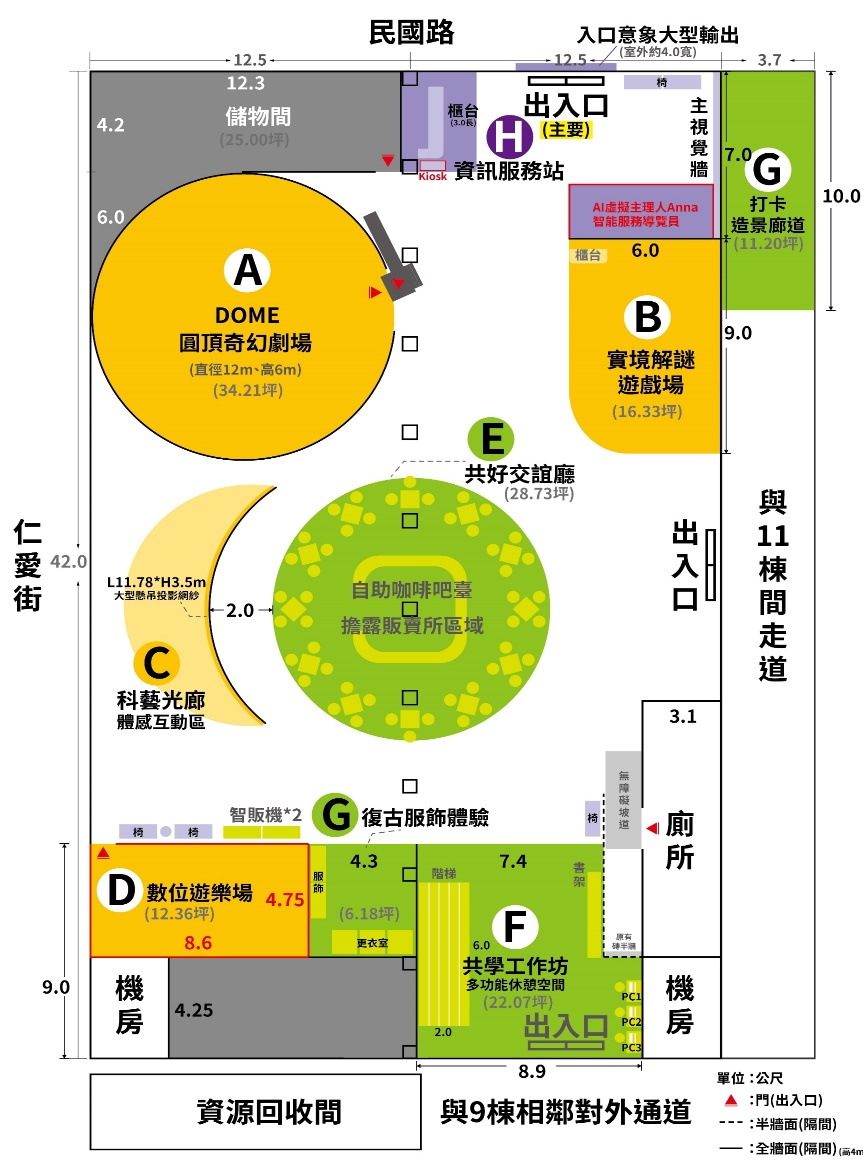 民國路
入口意象大型輸出
(室外約4.0寬)
12.5
12.5
3.7
12.3
儲物間
(25.00坪)
4.2
6.0
櫃台
(3.0長)
H
資訊服務站
Kiosk
出入口
(主要)
椅
主視覺牆
7.0
G
打卡
造景廊道
(11.20坪)
10.0
AI虛擬主理人Anna
智能服務導覽員
櫃台
6.0
B
實境解謎
遊戲場
(16.33坪)
9.0
A
DOME
圓頂奇幻劇場
(直徑12m、高6m)
(34.21坪)
E
共好交誼廳
(28.73坪)
仁愛街
42.0
L11.78*H3.5m
大型懸吊投影網紗
2.0
自助咖啡吧臺
擔露販賣所區域
C
科藝光廊
體感互動區
出入口
與11棟間走道
3.1
無障礙坡道
廁所
椅
椅
椅
智販機*2
G
復古服飾體驗
D
數位遊樂場
(12.36坪)
4.75
8.6
服飾
4.3
(6.18坪)
更衣室
7.4
階梯
書架
F
6.0
共學工作坊
多功能休憩空間
(22.07坪)
2.0
出入口
原有
磚半牆
PC1
PC2
PC3
9.0
機房
4.25
機房
8.9
資源回收間
與9棟相鄰對外通道
單位:公尺
:門(出入口)
:半牆面(隔間)
:全牆面(隔間)(高4m